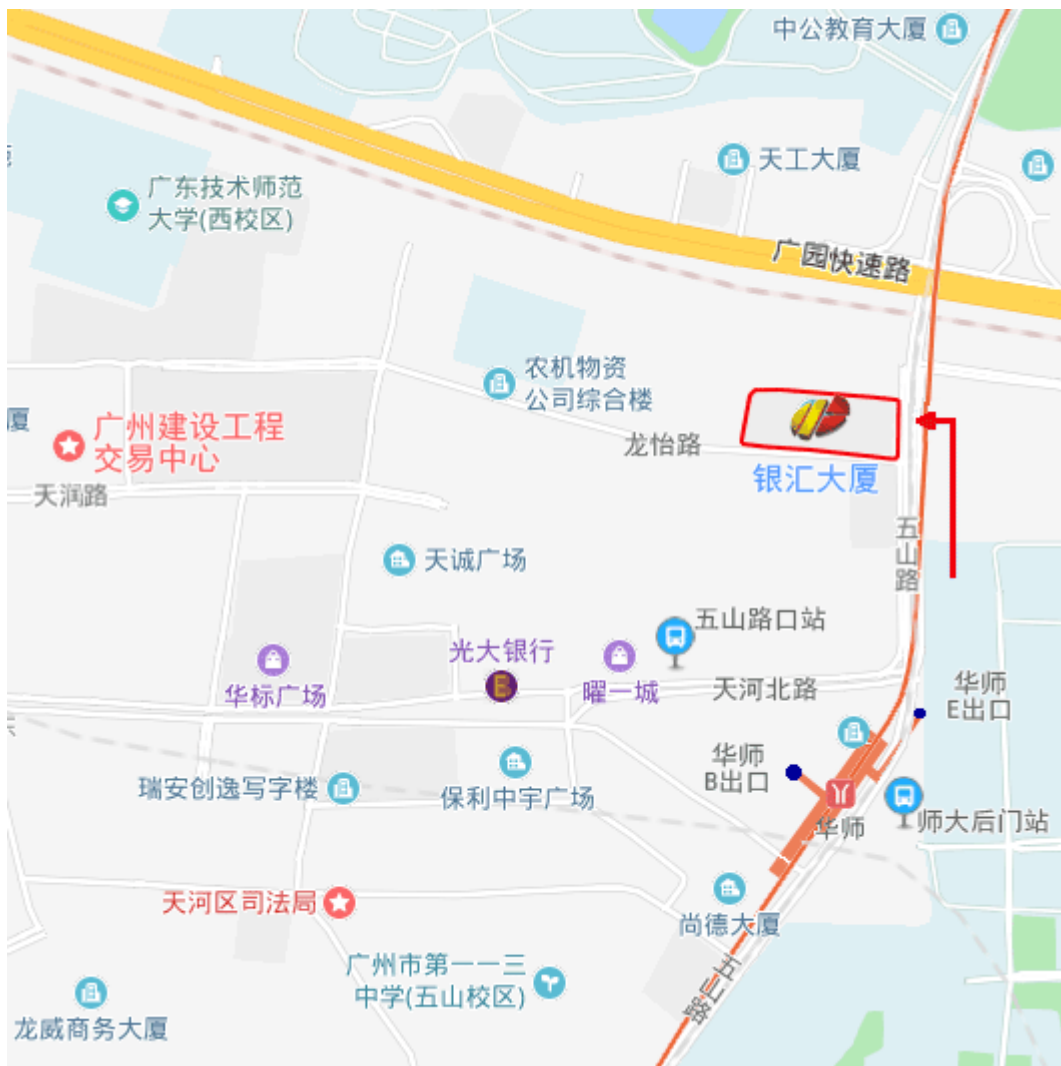 中公教育大厦
天工大厦
广东技术师范
大学(西校区)
广园快速路
农机物资
公司综合楼
厦
广州建设工程
交易中心
龙怡路
银汇大厦
天润路
五山路
天诚广场
五山路口站
光大银行
华标广场
曜一城
天河北路
华师
E出口
华师
B出口
瑞安创逸写字楼
保利中宇广场
华师
师大后门站
天河区司法局
尚德大厦
广州市第一一三
中学(五山校区)
五山路
龙威商务大厦